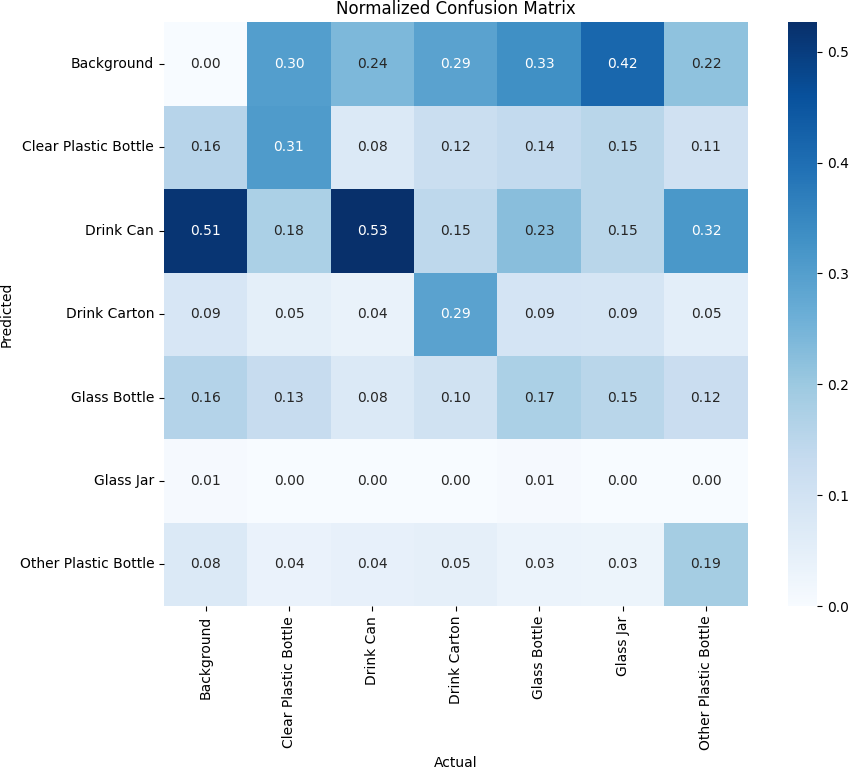 Normalized Confusion Matrix
Background 0.00 0.30 0.24 0.29 0.33 0.42 0.22
Clear Plastic Bottle 0.16 0.31 0.08 0.12 0.14 0.15 0.11
Drink Can 0.51 0.18 0.53 0.15 0.23 0.15 0.32
Drink Carton 0.09 0.05 0.04 0.29 0.09 0.09 0.05
Glass Bottle 0.16 0.13 0.08 0.10 0.17 0.15 0.12
Glass Jar 0.01 0.00 0.00 0.00 0.01 0.00 0.00
Other Plastic Bottle 0.08 0.04 0.04 0.05 0.03 0.03 0.19
Predicted
Background
Clear Plastic Bottle
Drink Can
Drink Carton
Glass Bottle
Glass Jar
Other Plastic Bottle
Actual
0.5
0.4
0.3
0.2
0.1
0.0